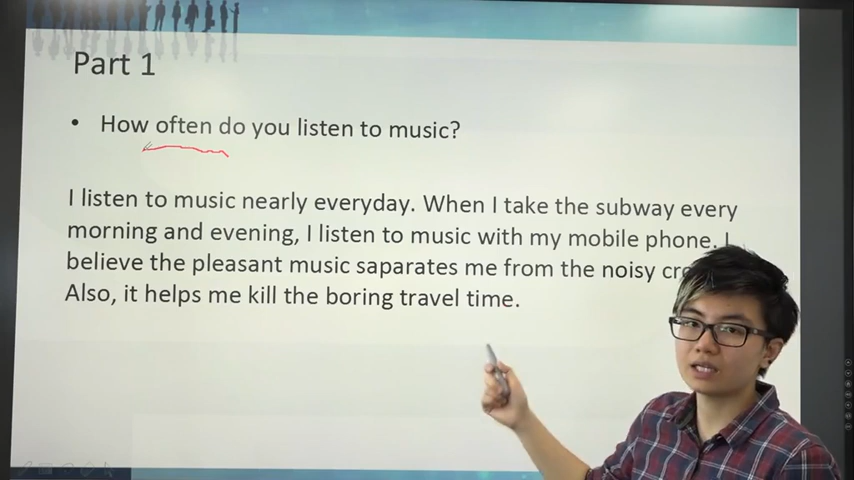 Part 1
• How often do you listen to music?
I listen to music nearly everyday. When I take the subway every
morning and evening, I listen to music with my mobile phone. I
believe the pleasant music saparates me from the noisy
Also, it helps me kill the boring travel time.